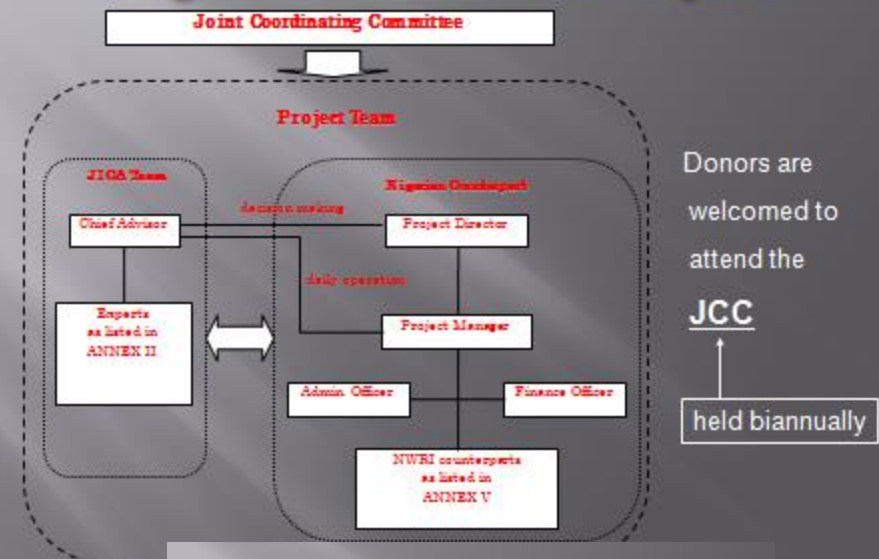 Joint Coordinating Committee
Project Team
JICA Team
Nigerian Counterpart
decision making
Chief Advisor
Project Director
daily operation
Experts
as listed in
ANNEX II
Project Manager
Admin. Officer
Finance Officer
NWRI counterparts
as listed in
ANNEX V
Donors are
welcomed to
attend the
JCC
held biannually